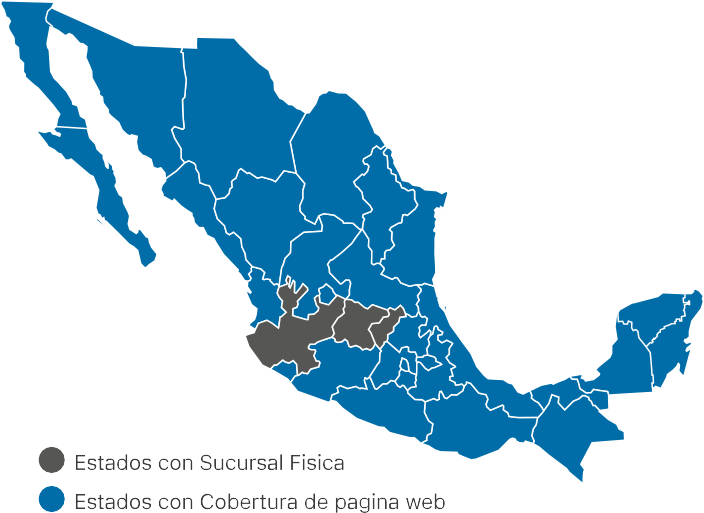 Estados con Sucursal Fisica
Estados con Cobertura de pagina web